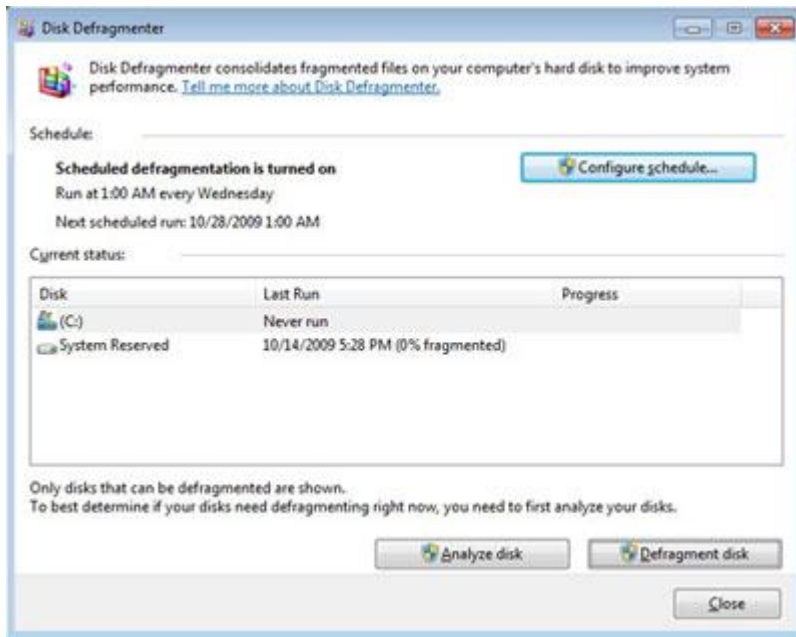 Disk Defragmenter
Disk Defragmenter consolidates fragmented files on your computer's hard disk to improve system
performance. Tell me more about Disk Defragmenter.
Schedule:
Scheduled defragmentation is turned on
Configure schedule...
Run at 1:00 AM every Wednesday
Next scheduled run: 10/28/2009 1:00 AM
Current status:
Disk Last Run Progress
(C:) Never run
System Reserved 10/14/2009 5:28 PM (0% fragmented)
Only disks that can be defragmented are shown.
To best determine if your disks need defragmenting right now, you need to first analyze your disks.
Analyze disk Defragment disk
Close